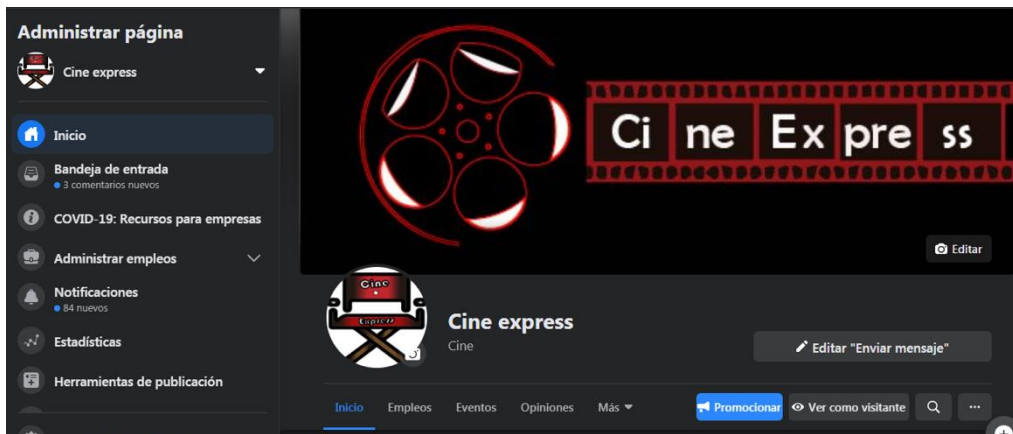 Administrar página
Cine express
Inicio
Bandeja de entrada
3 comentarios nuevos
COVID-19: Recursos para empresas
Administrar empleos
Notificaciones
84 nuevos
Estadísticas
Herramientas de publicación
Ci ne Ex pre ss
Editar
Cine
Express
Cine express
Cine
Editar "Enviar mensaje"
Inicio Empleos Eventos Opiniones Más Promocionar Ver como visitante ...